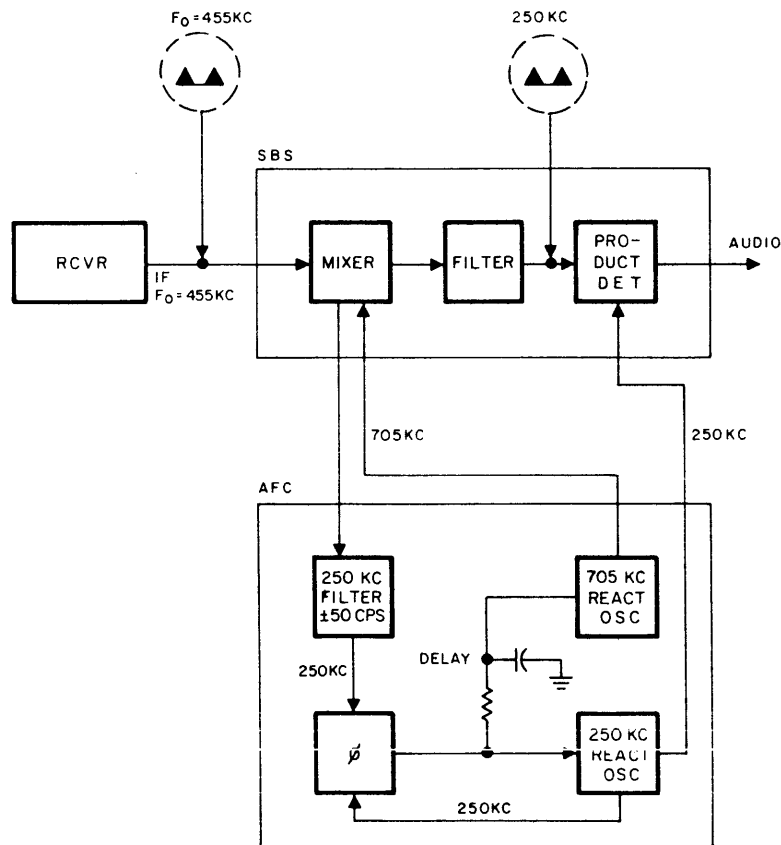 F₀=455KC
250 KC
SBS
RCVR
IF
F₀=455KC
MIXER
FILTER
PRO-
DUCT
DET
AUDIO
705KC
250KC
AFC
250 KC
FILTER
±50 CPS
705 KC
REACT
OSC
DELAY
250KC
ϕ
250 KC
REACT
OSC
250KC